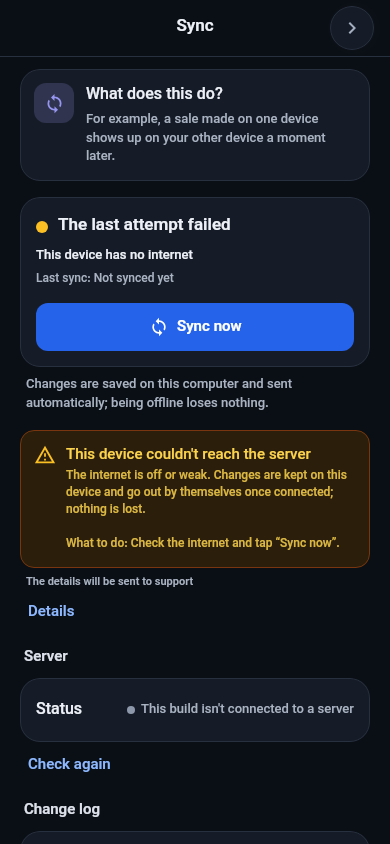 Sync
What does this do?
For example, a sale made on one device
shows up on your other device a moment
later.
The last attempt failed
This device has no internet
Last sync: Not synced yet
Sync now
Changes are saved on this computer and sent
automatically; being offline loses nothing.
This device couldn't reach the server
The internet is off or weak. Changes are kept on this
device and go out by themselves once connected;
nothing is lost.
What to do: Check the internet and tap “Sync now”.
The details will be sent to support
Details
Server
Status
This build isn't connected to a server
Check again
Change log